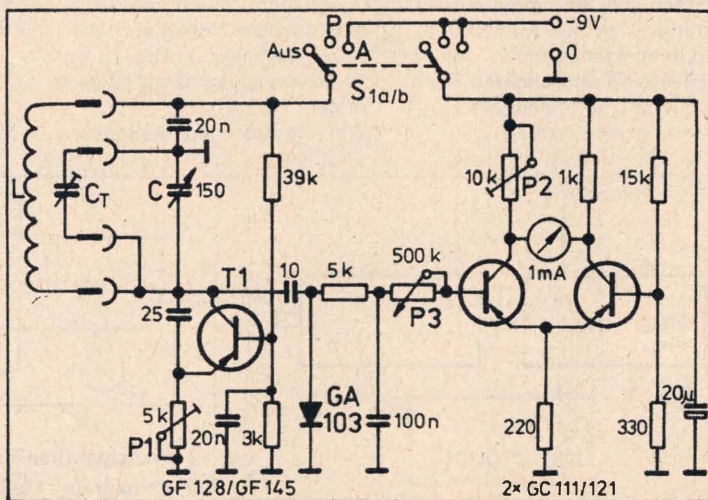 -9V
P
Aus
A
0
S1a/b
20n
L
CT
C
150
39k
10k
P2
1k
15k
1mA
500k
T1
10
5k
P3
25
5k
P1
20n
3k
GA
103
100n
220
330
20µ
GF 128/GF 145
2x GC 111/121